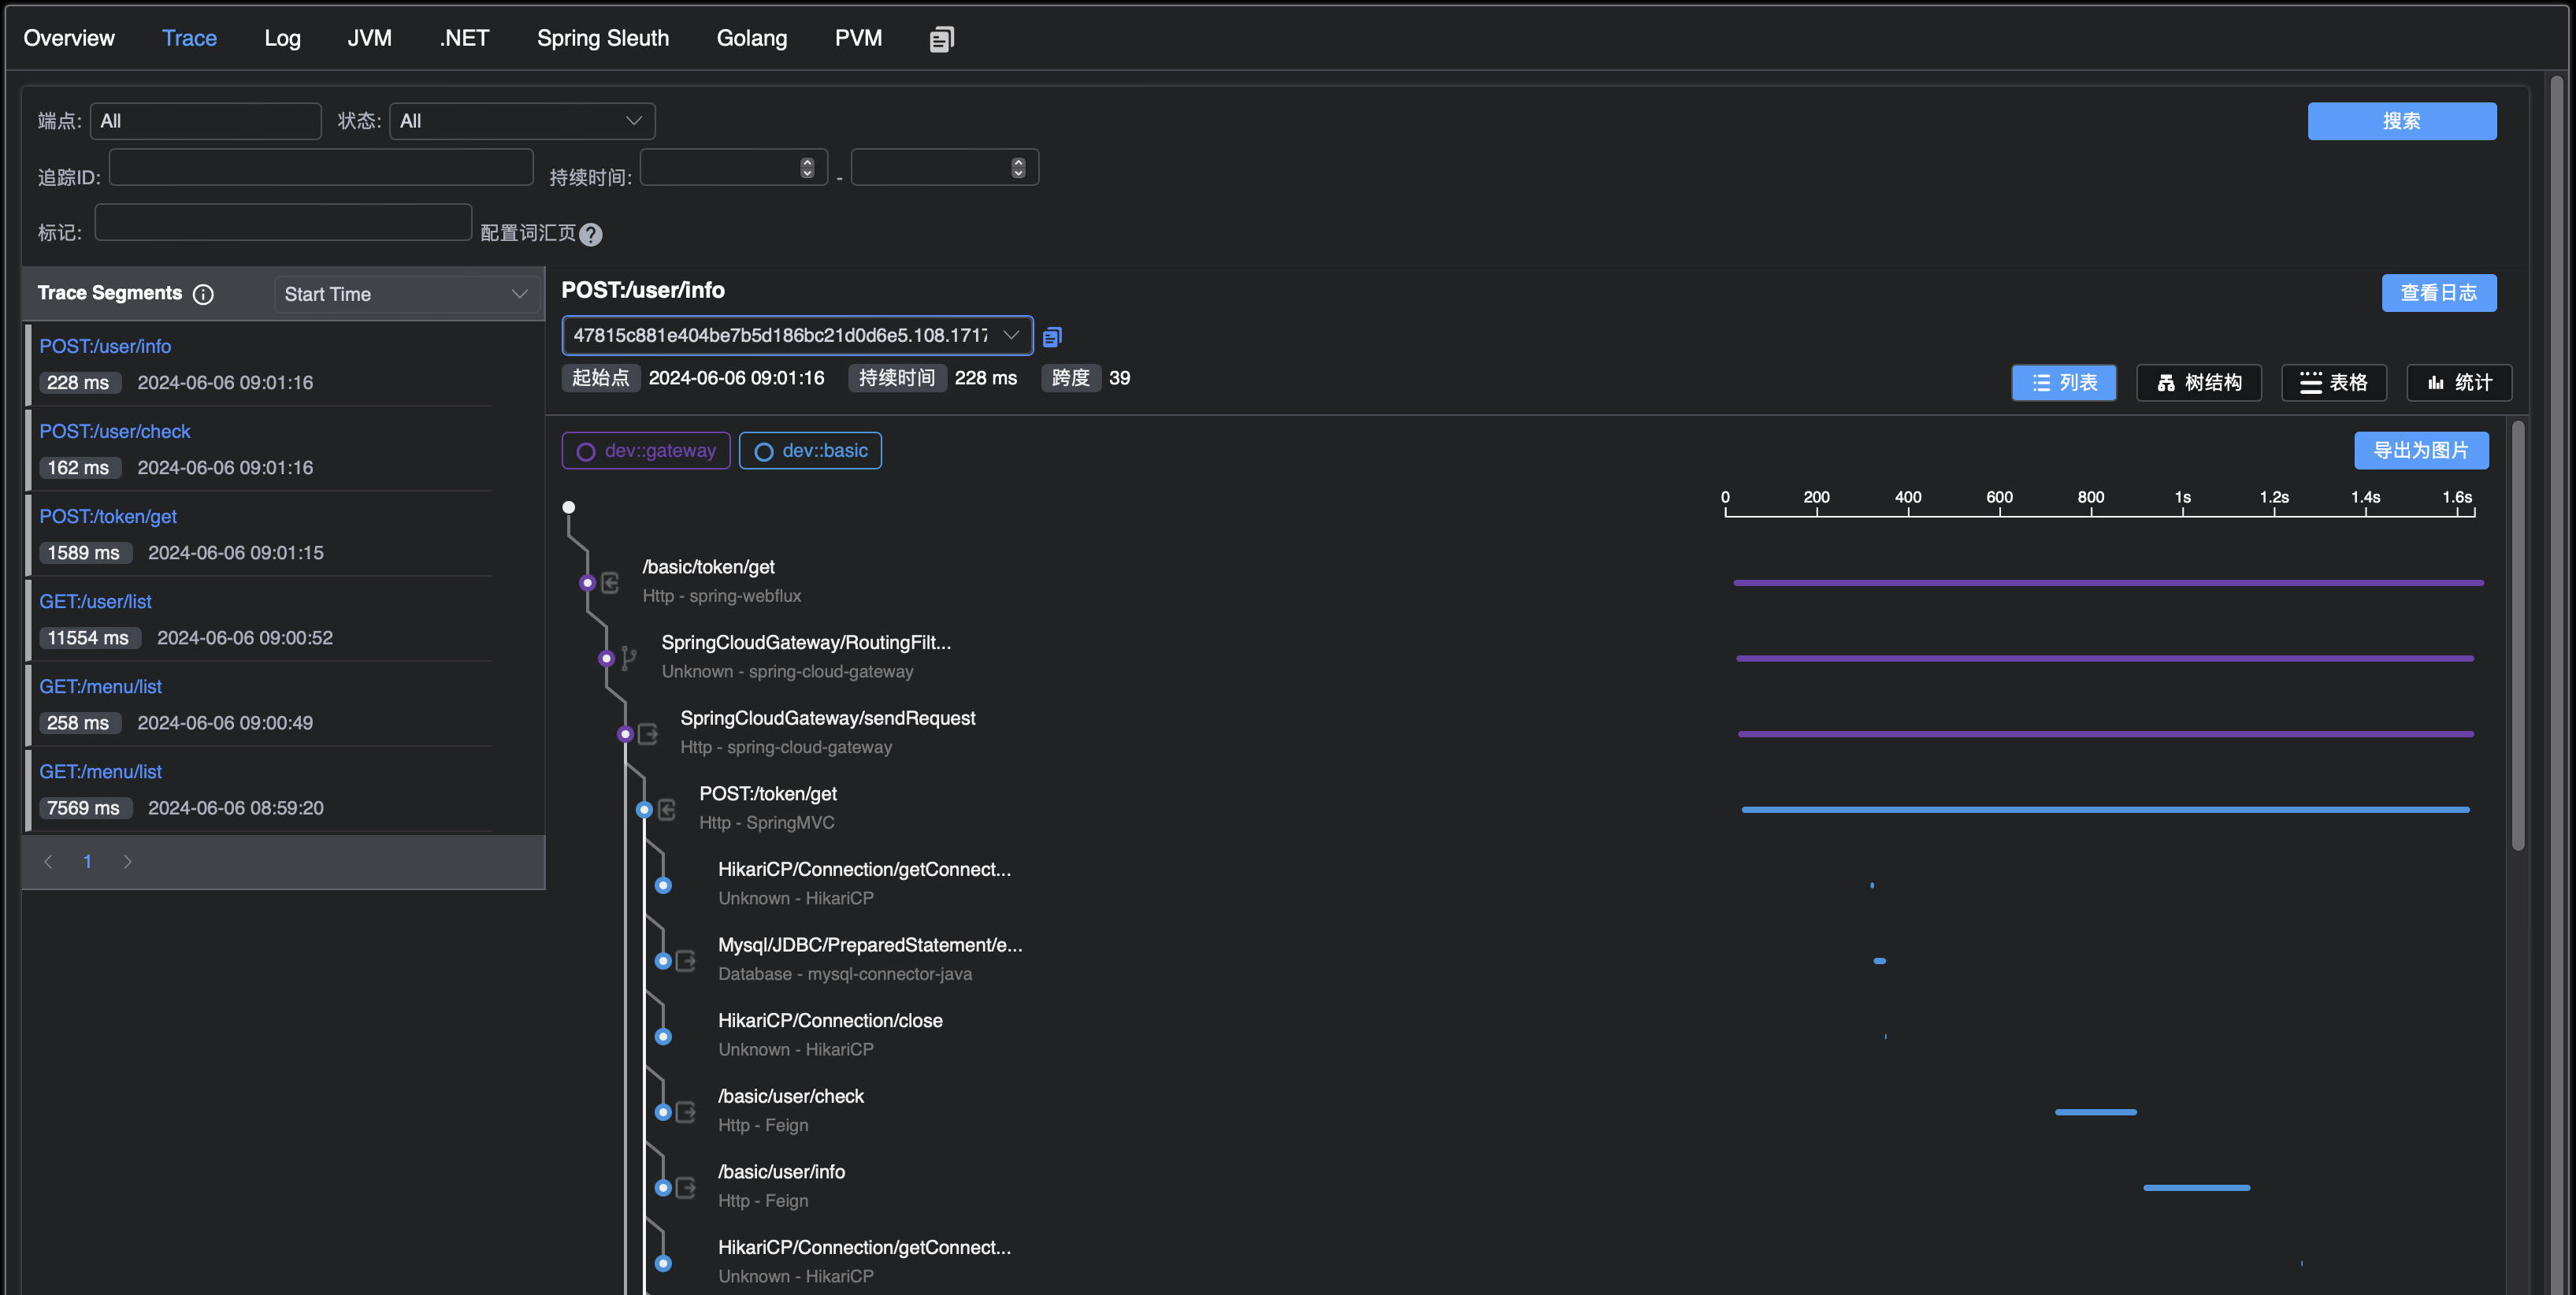 Overview Trace Log JVM .NET Spring Sleuth Golang PVM
端点: All 状态: All 搜索
追踪ID: 持续时间: -
标记: 配置词汇页 ?
Trace Segments Start Time
POST:/user/info
228 ms 2024-06-06 09:01:16
POST:/user/check
162 ms 2024-06-06 09:01:16
POST:/token/get
1589 ms 2024-06-06 09:01:15
GET:/user/list
11554 ms 2024-06-06 09:00:52
GET:/menu/list
258 ms 2024-06-06 09:00:49
GET:/menu/list
7569 ms 2024-06-06 08:59:20
1
POST:/user/info
查看日志
47815c881e404be7b5d186bc21d0d6e5.108.1717
起始点 2024-06-06 09:01:16 持续时间 228 ms 跨度 39
列表 树结构 表格 统计
dev::gateway dev::basic
导出为图片
0 200 400 600 800 1s 1.2s 1.4s 1.6s
/basic/token/get
Http - spring-webflux
SpringCloudGateway/RoutingFilt...
Unknown - spring-cloud-gateway
SpringCloudGateway/sendRequest
Http - spring-cloud-gateway
POST:/token/get
Http - SpringMVC
HikariCP/Connection/getConnect...
Unknown - HikariCP
Mysql/JDBC/PreparedStatement/e...
Database - mysql-connector-java
HikariCP/Connection/close
Unknown - HikariCP
/basic/user/check
Http - Feign
/basic/user/info
Http - Feign
HikariCP/Connection/getConnect...
Unknown - HikariCP